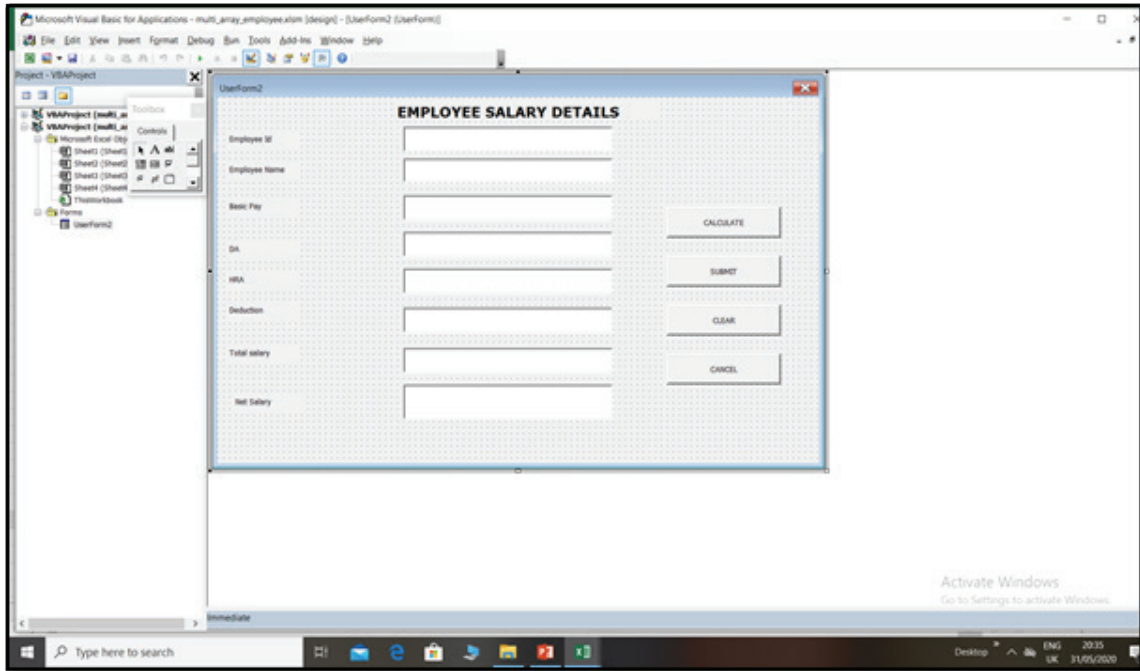 Microsoft Visual Basic for Applications - multi_array_employee.xlsm [design] - [UserForm2 (UserForm)]
File Edit View Insert Format Debug Run Tools Add-Ins Window Help
Project - VBAProject
VBAProject (multi_ar
VBAProject (multi_ar
Microsoft Excel Obj
Sheet1 (Sheet1
Sheet2 (Sheet2
Sheet3 (Sheet3
Sheet4 (Sheet4
ThisWorkbook
Forms
UserForm2
Toolbox
Controls
UserForm2
EMPLOYEE SALARY DETAILS
Employee Id
Employee Name
Basic Pay
DA
HRA
Deduction
Total salary
Net Salary
CALCULATE
SUBMIT
CLEAR
CANCEL
Immediate
Activate Windows
Go to Settings to activate Windows.
Type here to search
Desktop
ENG
UK
20:35
31/05/2020